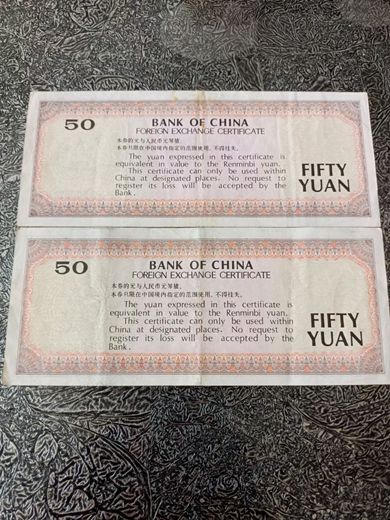 50
BANK OF CHINA
FOREIGN EXCHANGE CERTIFICATE
本券的元与人民币元等值。
本券只限在中国境内指定的范围使用，不得挂失。
The yuan expressed in this certificate is
equivalent in value to the Renminbi yuan.
This certificate can only be used within
China at designated places. No request to
register its loss will be accepted by the
Bank.
FIFTY
YUAN
50
BANK OF CHINA
FOREIGN EXCHANGE CERTIFICATE
本券的元与人民币元等值。
本券只限在中国境内指定的范围使用，不得挂失。
The yuan expressed in this certificate is
equivalent in value to the Renminbi yuan.
This certificate can only be used within
China at designated places. No request to
register its loss will be accepted by the
Bank.
FIFTY
YUAN